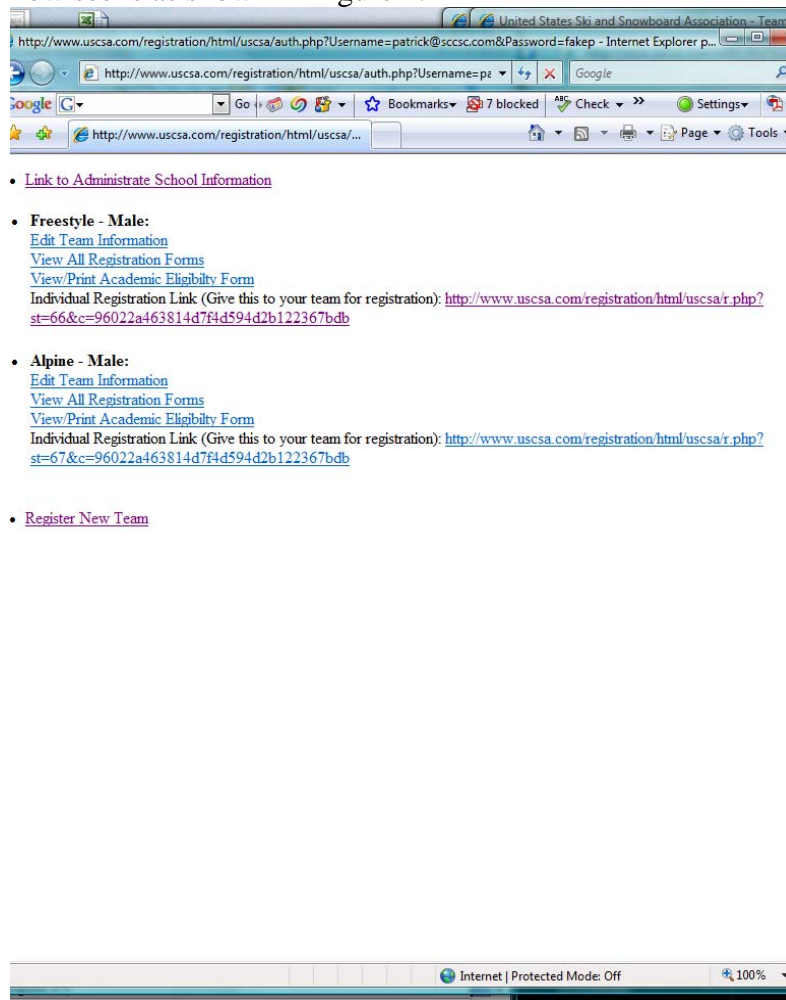 United States Ski and Snowboard Association - Team
http://www.uscsa.com/registration/html/uscsa/auth.php?Username=patrick@sccsc.com&Password=fakep - Internet Explorer p...
http://www.uscsa.com/registration/html/uscsa/auth.php?Username=pa Google
Google G Go Bookmarks 7 blocked ABC Check >> Settings
http://www.uscsa.com/registration/html/uscsa/... Page Tools
• Link to Administrate School Information
• Freestyle - Male:
Edit Team Information
View All Registration Forms
View/Print Academic Eligibilty Form
Individual Registration Link (Give this to your team for registration): http://www.uscsa.com/registration/html/uscsa/r.php?
st=66&c=96022a463814d7f4d594d2b122367bdb
• Alpine - Male:
Edit Team Information
View All Registration Forms
View/Print Academic Eligibilty Form
Individual Registration Link (Give this to your team for registration): http://www.uscsa.com/registration/html/uscsa/r.php?
st=67&c=96022a463814d7f4d594d2b122367bdb
• Register New Team
Internet | Protected Mode: Off 100%